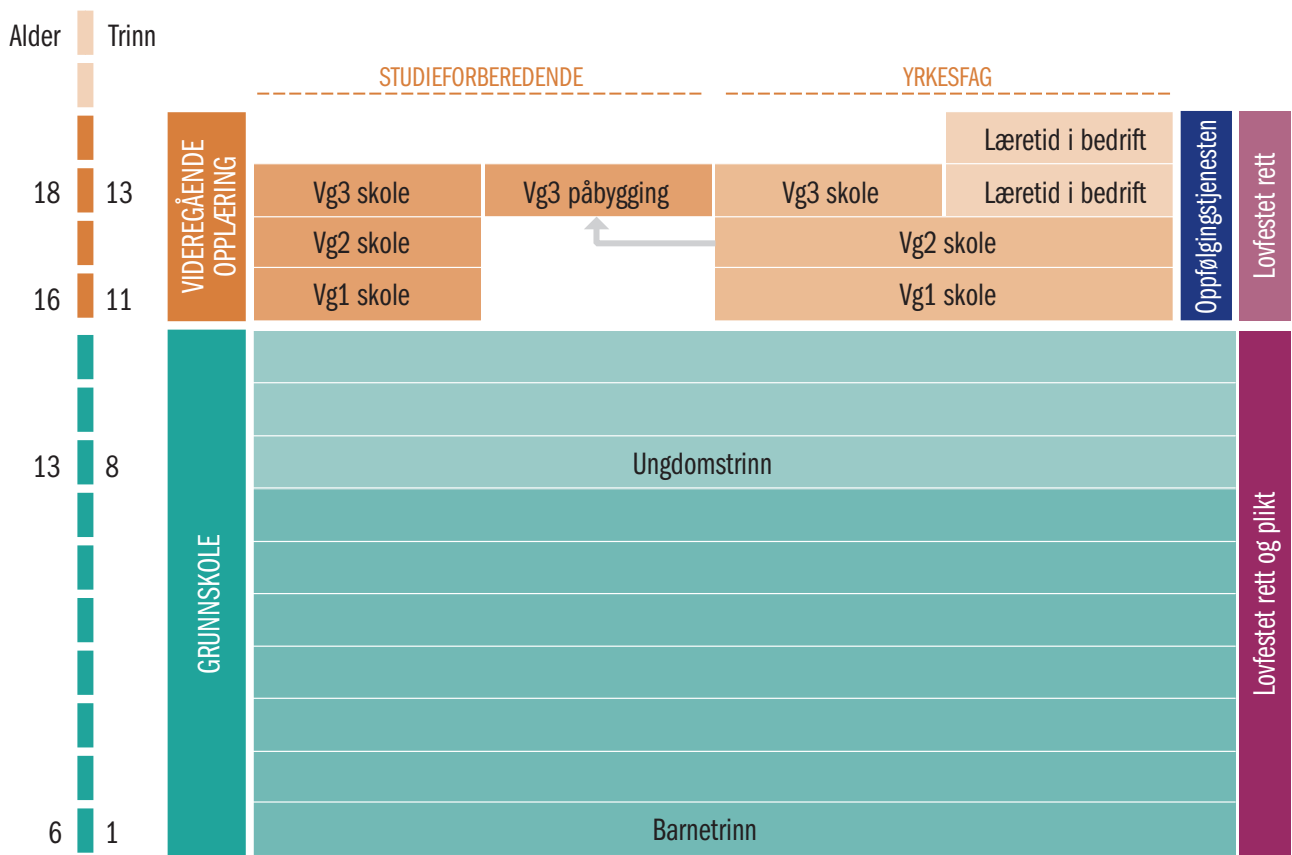 Alder Trinn
STUDIEFORBEREDENDE YRKESFAG
VIDEREGÅENDE
OPPLÆRING
Læretid i bedrift
18 13 Vg3 skole Vg3 påbygging Vg3 skole Læretid i bedrift
Vg2 skole Vg2 skole
16 11 Vg1 skole Vg1 skole
Oppfølgingstjenesten
Lovfestet rett
GRUNNSKOLE
13 8 Ungdomstrinn
6 1 Barnetrinn
Lovfestet rett og plikt